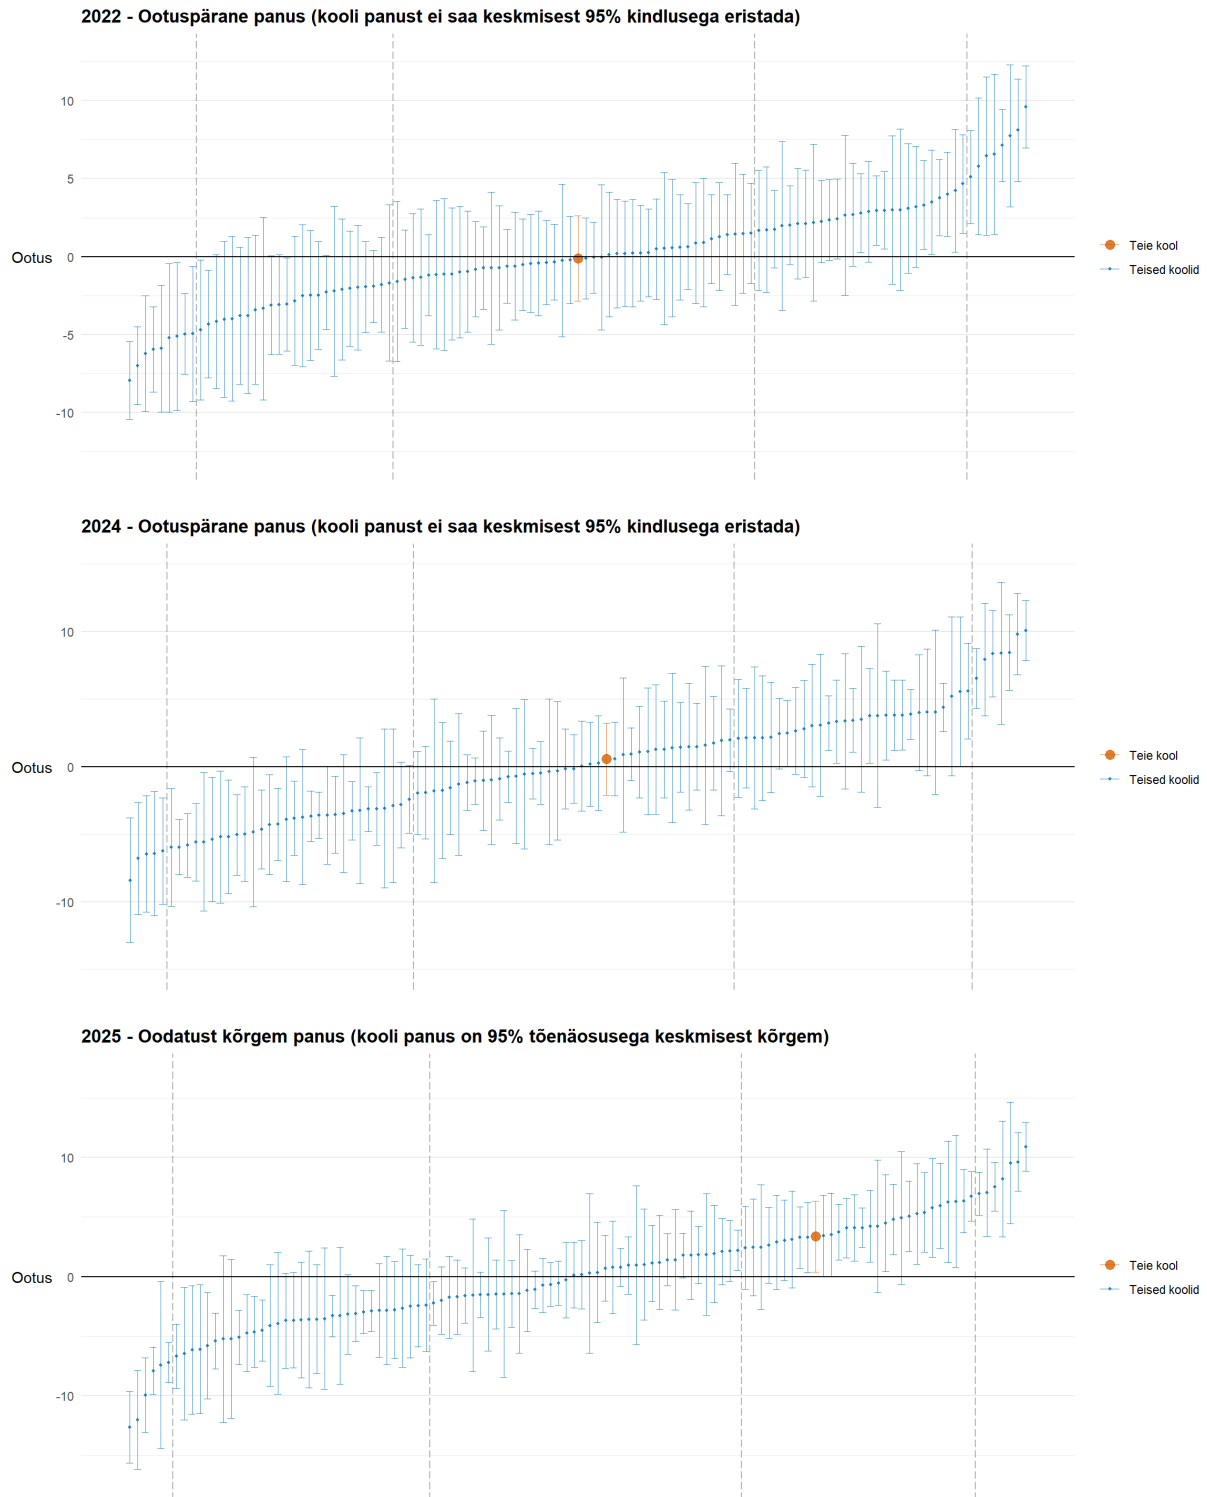 2022 - Ootuspärane panus (kooli panust ei saa keskmisest 95% kindlusega eristada)
10
5
Ootus 0
-5
-10
Teie kool
Teised koolid
2024 - Ootuspärane panus (kooli panust ei saa keskmisest 95% kindlusega eristada)
10
Ootus 0
-10
Teie kool
Teised koolid
2025 - Oodatust kõrgem panus (kooli panus on 95% tõenäosusega keskmisest kõrgem)
10
Ootus 0
-10
Teie kool
Teised koolid